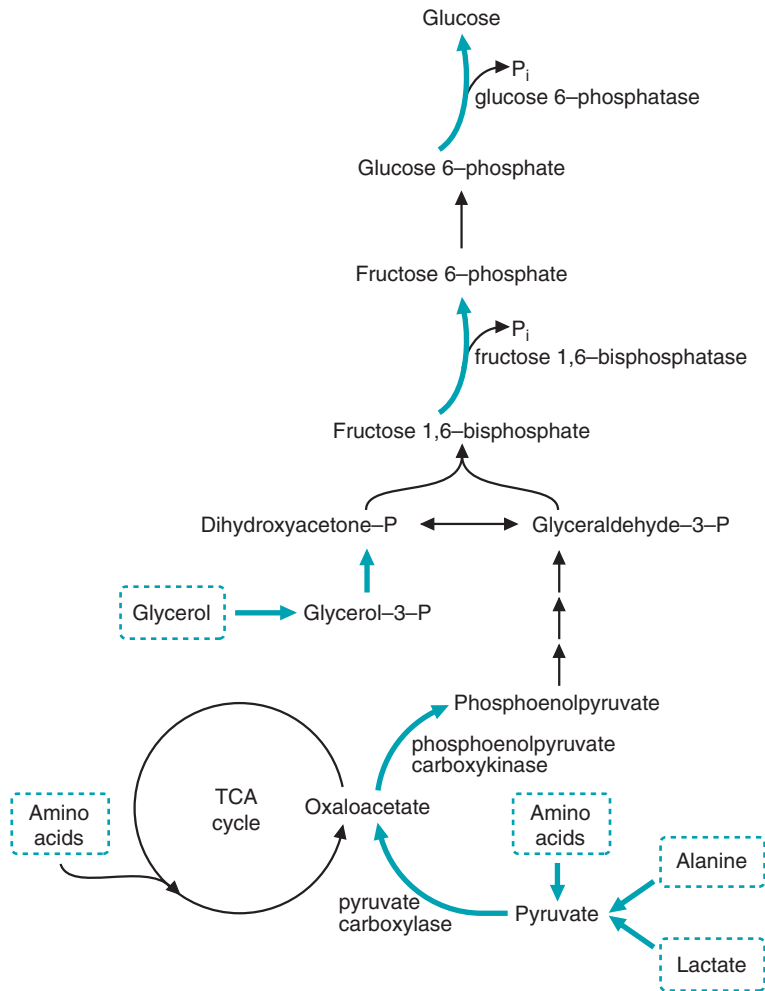 Glucose
Pi
glucose 6–phosphatase
Glucose 6–phosphate
Fructose 6–phosphate
Pi
fructose 1,6–bisphosphatase
Fructose 1,6–bisphosphate
Dihydroxyacetone–P
Glyceraldehyde–3–P
Glycerol
Glycerol–3–P
Phosphoenolpyruvate
phosphoenolpyruvate
carboxykinase
TCA
cycle
Oxaloacetate
Amino
acids
Amino
acids
Alanine
pyruvate
carboxylase
Pyruvate
Lactate